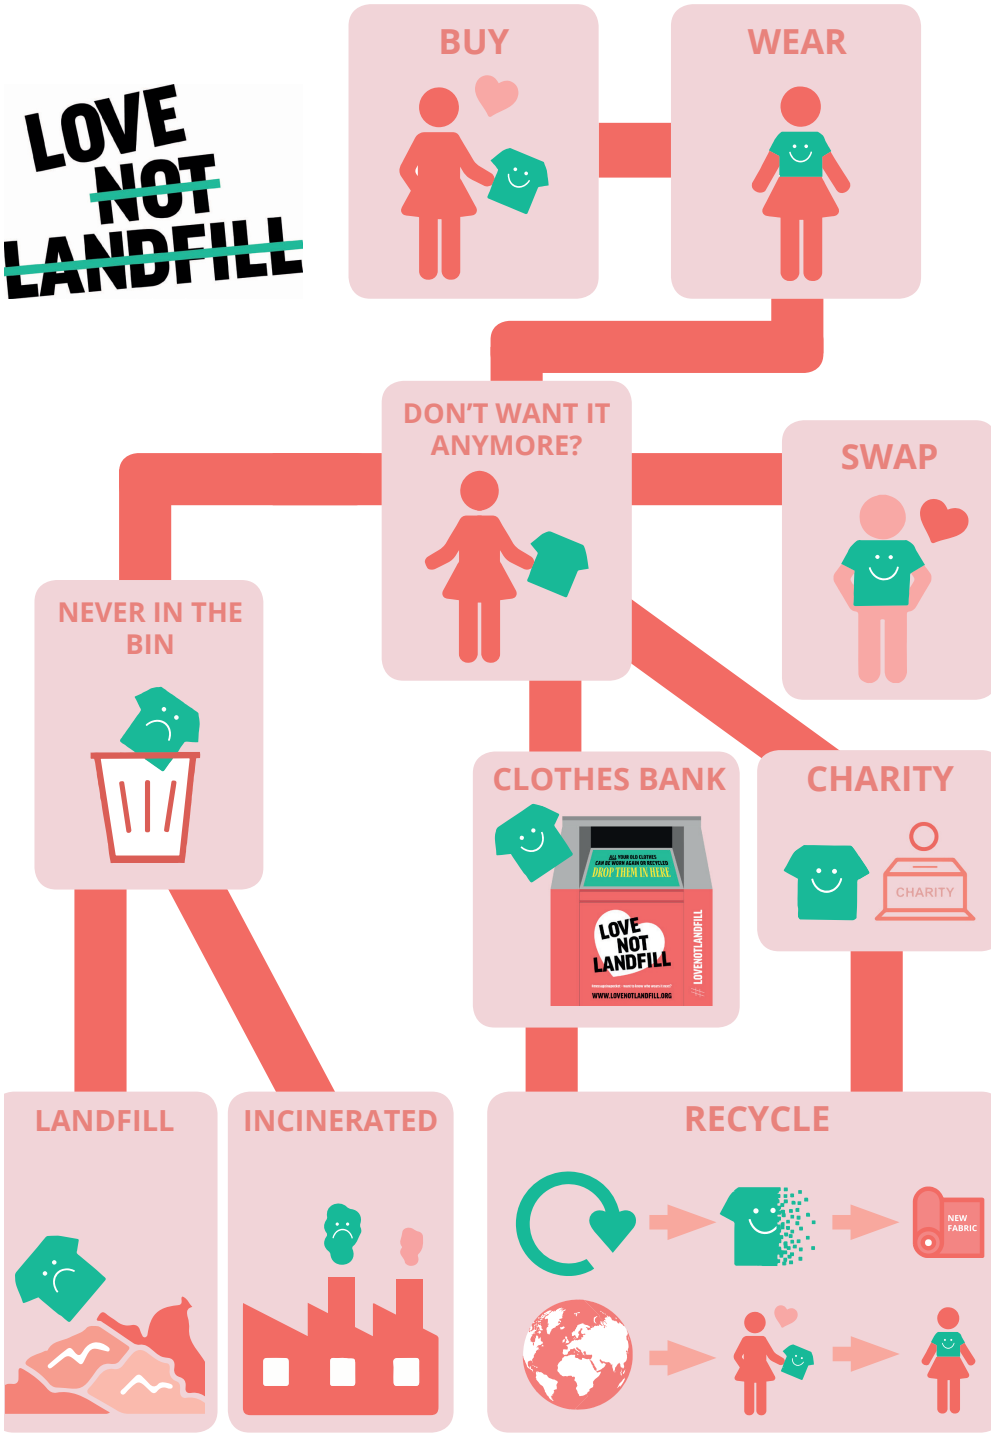 LOVE
NOT
LANDFILL
BUY
WEAR
DON'T WANT IT
ANYMORE?
SWAP
NEVER IN THE
BIN
CLOTHES BANK
ALL YOUR OLD CLOTHES
CAN BE WORN AGAIN OR RECYCLED
DROP THEM IN HERE
LOVE
NOT
LANDFILL
WWW.LOVENOTLANDFILL.ORG
# LOVENOTLANDFILL
CHARITY
CHARITY
LANDFILL
INCINERATED
RECYCLE
NEW
FABRIC